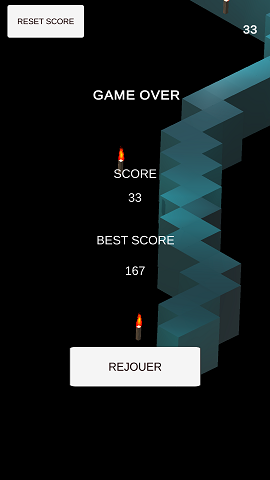 RESET SCORE
33
GAME OVER
SCORE
33
BEST SCORE
167
REJOUER